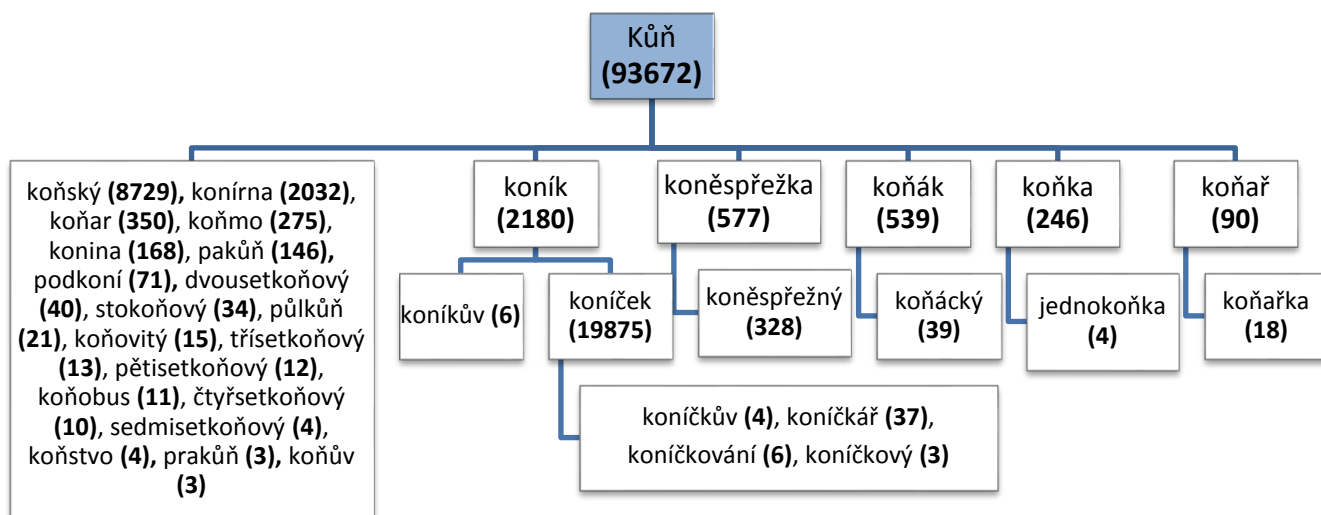 Kůň
(93672)
koňský (8729), konírna (2032),
koňar (350), koňmo (275),
konina (168), pakůň (146),
podkoní (71), dvousetkoňový
(40), stokoňový (34), půlkůň
(21), koňovitý (15), třísetkoňový
(13), pětisetkoňový (12),
koňobus (11), čtyřsetkoňový
(10), sedmisetkoňový (4),
koňstvo (4), prakůň (3), koňův
(3)
koník
(2180)
koněspřežka
(577)
koňák
(539)
koňka
(246)
koňař
(90)
koníkův (6)
koníček
(19875)
koněspřežný
(328)
koňácký
(39)
jednokoňka
(4)
koňařka
(18)
koníčkův (4), koníčkář (37),
koníčkování (6), koníčkový (3)